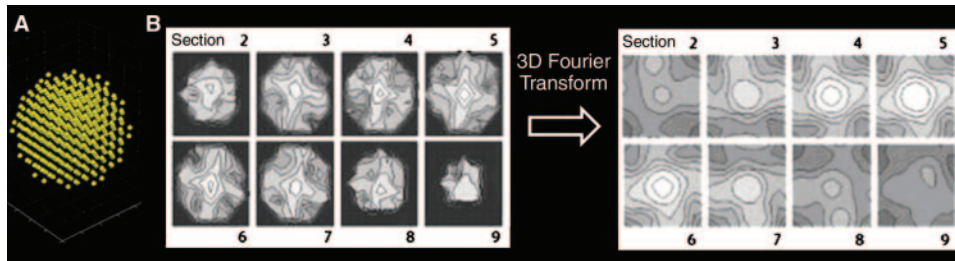 A
B
Section 2 3 4 5
6 7 8 9
3D Fourier
Transform
Section 2 3 4 5
6 7 8 9